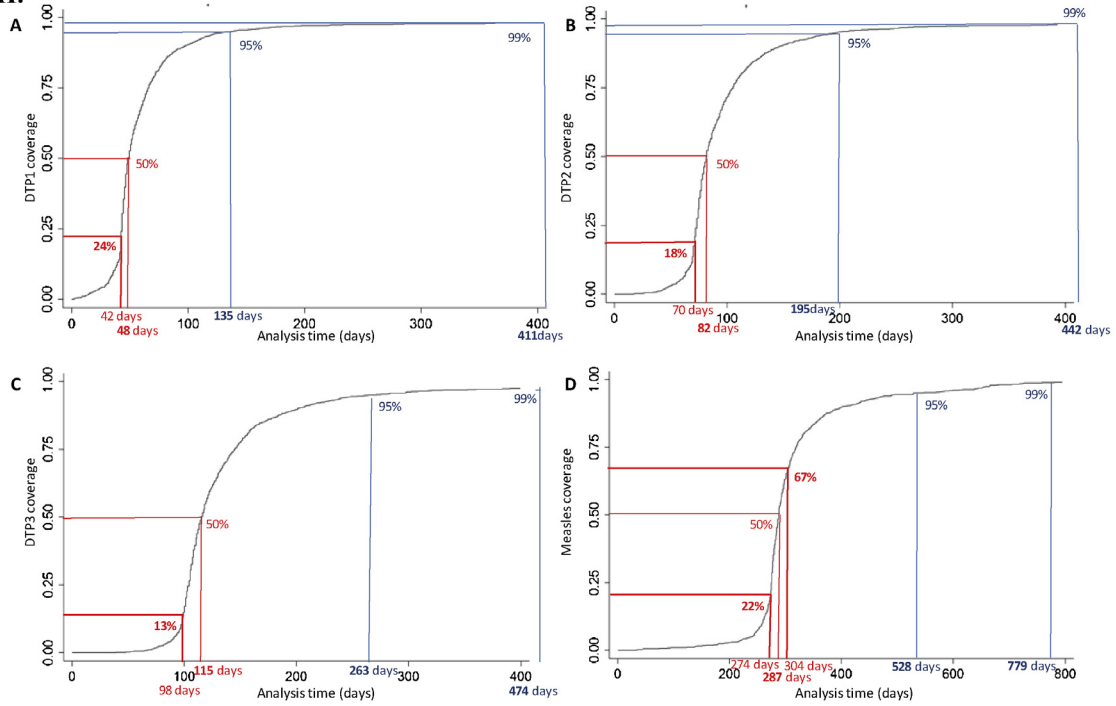 A
1.00
0.75
0.50
0.25
0.00
DTP1 coverage
95%
99%
50%
24%
0
100
200
300
400
42 days
48 days
135 days
411days
Analysis time (days)
B
1.00
0.75
0.50
0.25
0.00
DTP2 coverage
99%
95%
50%
18%
0
100
200
300
400
70 days
82 days
195days
442 days
Analysis time (days)
C
1.00
0.75
0.50
0.25
0.00
DTP3 coverage
99%
95%
50%
13%
0
100
200
300
400
115 days
98 days
263 days
474 days
Analysis time (days)
D
1.00
0.75
0.50
0.25
0.00
Measles coverage
99%
95%
67%
50%
22%
0
200
400
600
800
274 days
304 days
287 days
528 days
779 days
Analysis time (days)